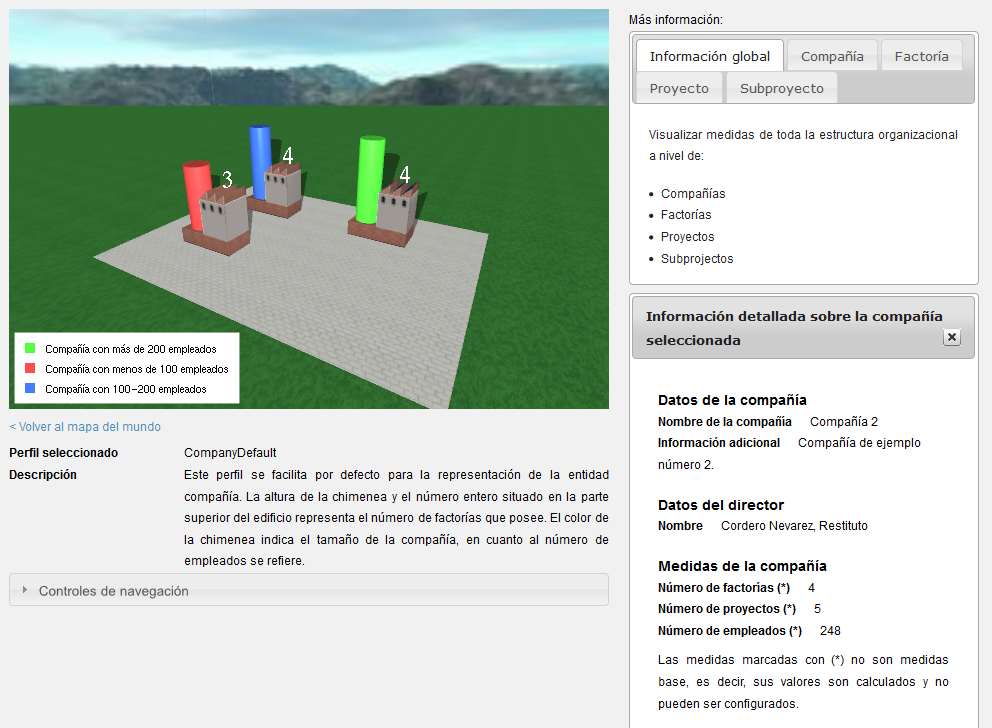 3
4
4
Compañía con más de 200 empleados
Compañía con menos de 100 empleados
Compañía con 100-200 empleados
< Volver al mapa del mundo
Perfil seleccionado CompanyDefault
Descripción Este perfil se facilita por defecto para la representación de la entidad
compañía. La altura de la chimenea y el número entero situado en la parte
superior del edificio representa el número de factorías que posee. El color de
la chimenea indica el tamaño de la compañía, en cuanto al número de
empleados se refiere.
Controles de navegación
Más información:
Información global Compañía Factoría
Proyecto Subproyecto
Visualizar medidas de toda la estructura organizacional
a nivel de:
• Compañías
• Factorías
• Proyectos
• Subprojectos
Información detallada sobre la compañía
seleccionada
Datos de la compañía
Nombre de la compañía Compañía 2
Información adicional Compañía de ejemplo
número 2.
Datos del director
Nombre Cordero Nevarez, Restituto
Medidas de la compañía
Número de factorías (*) 4
Número de proyectos (*) 5
Número de empleados (*) 248
Las medidas marcadas con (*) no son medidas
base, es decir, sus valores son calculados y no
pueden ser configurados.